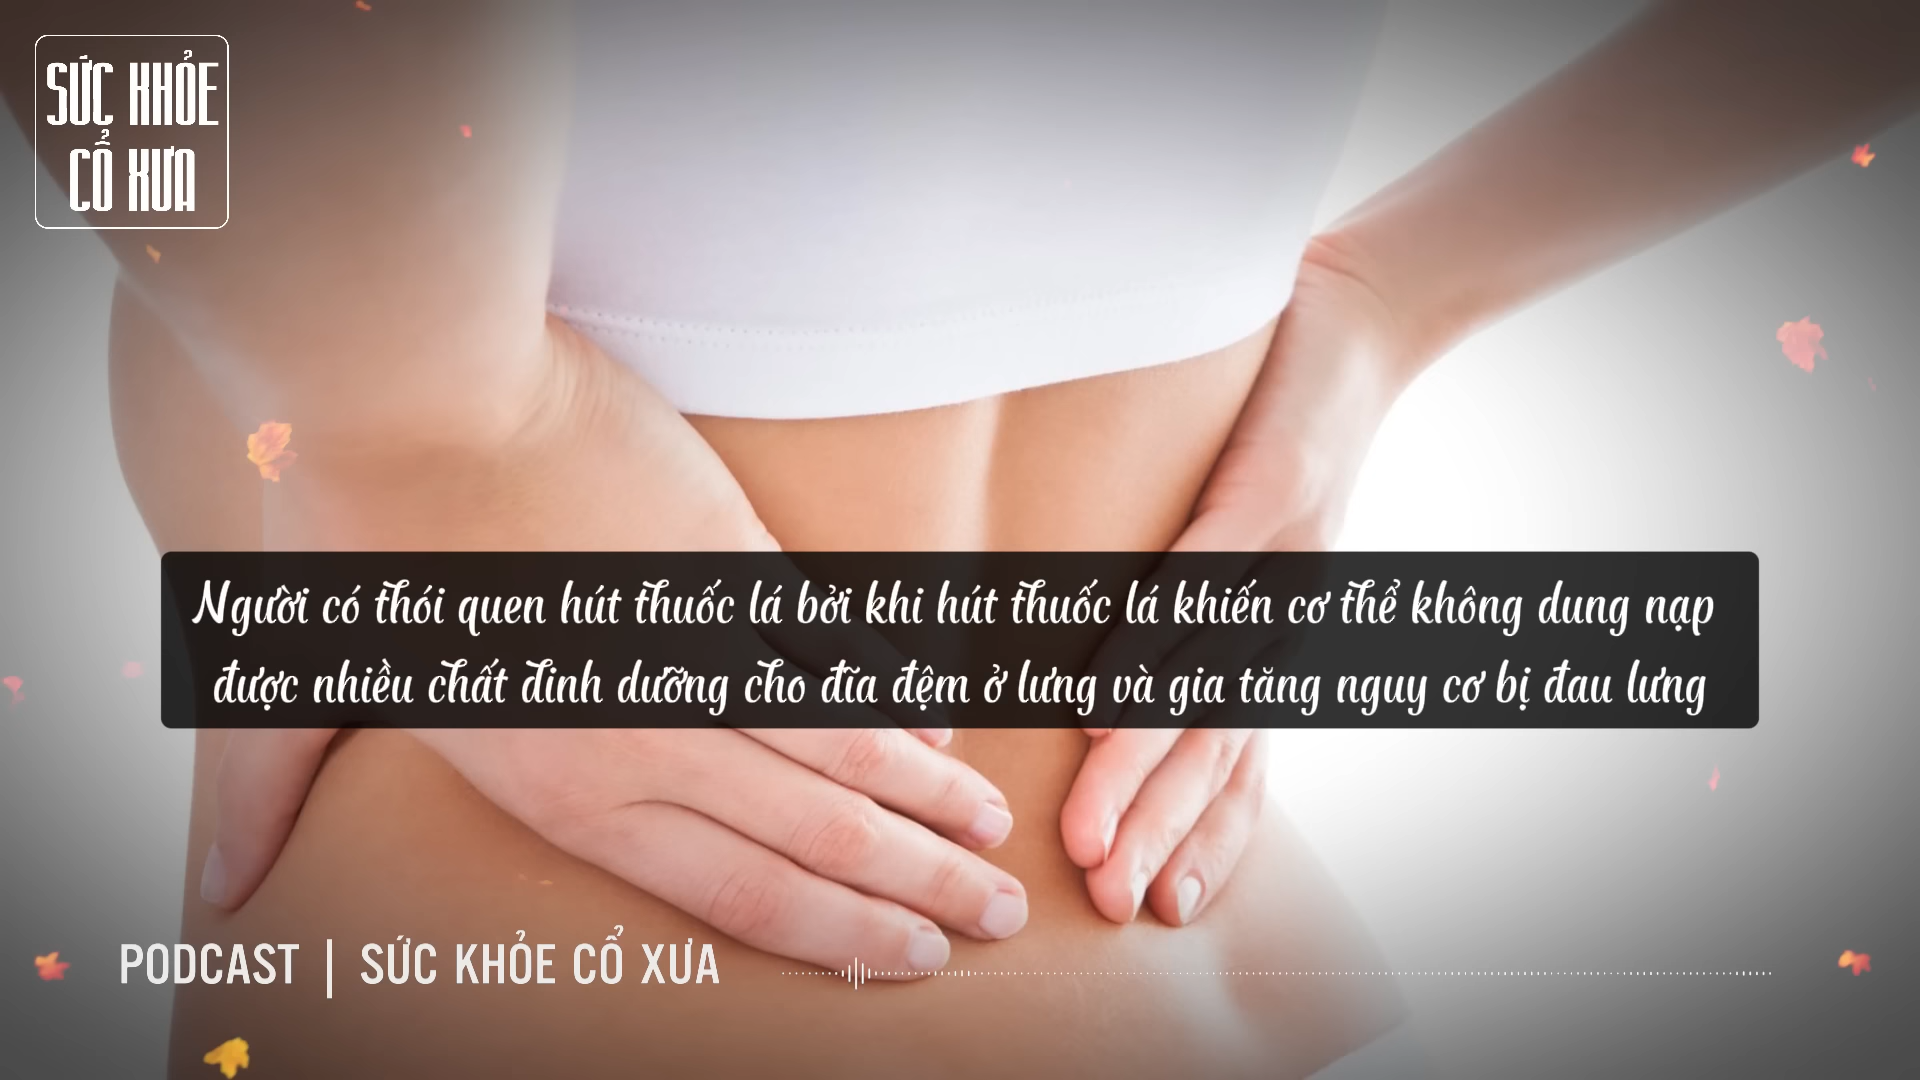 SỨC KHỎE
CỔ XƯA
Người có thói quen hút thuốc lá bởi khi hút thuốc lá khiến cơ thể không dung nạp
được nhiều chất đinh dưỡng cho đĩa đệm ở lưng và gia tăng nguy cơ bị đau lưng
PODCAST | SỨC KHỎE CỔ XƯA